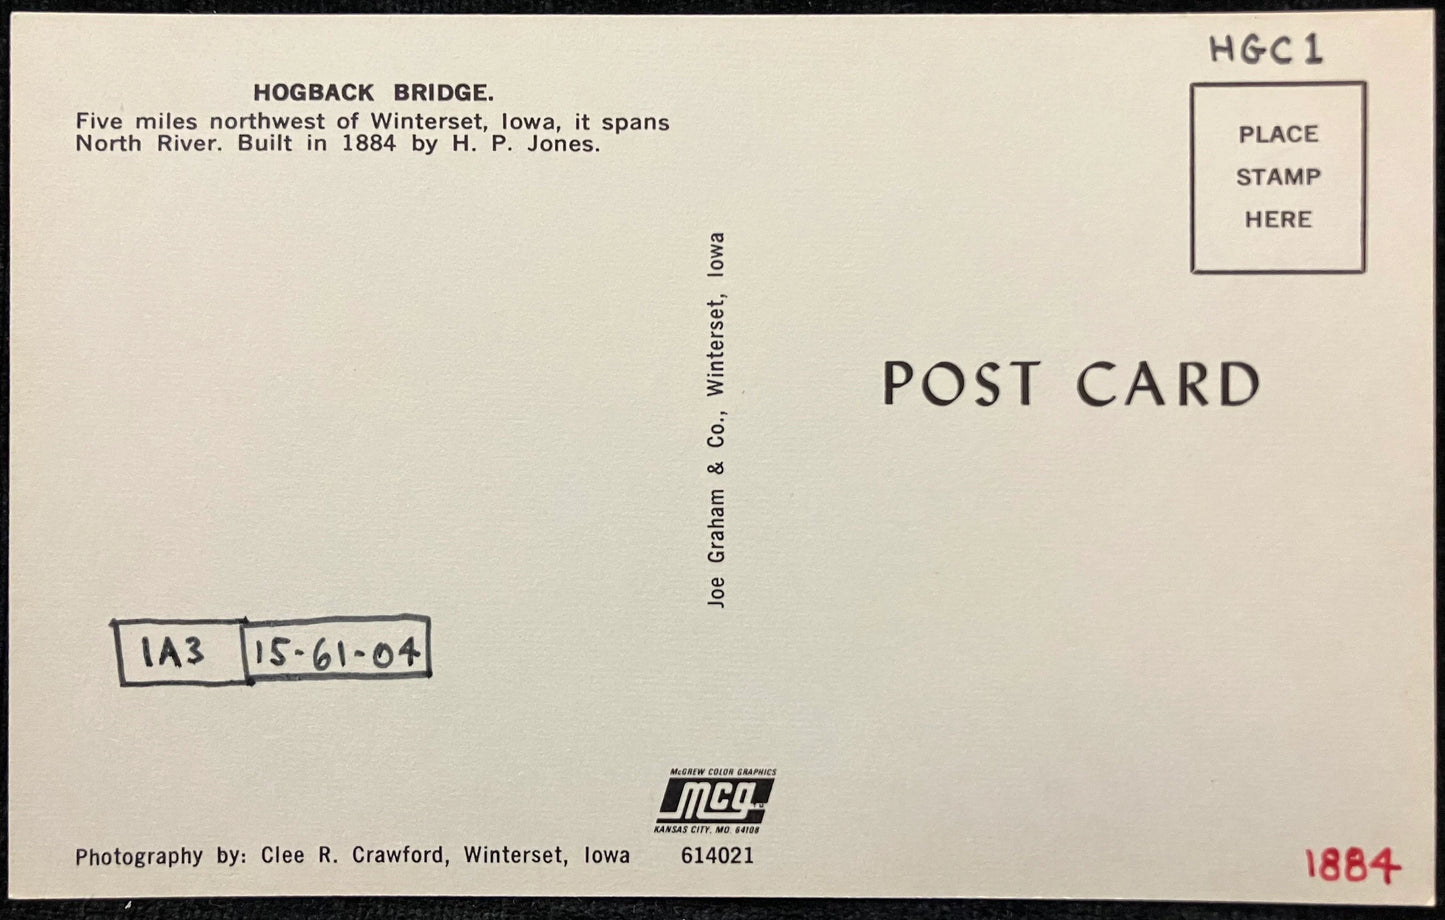 HGC1
PLACE
STAMP
HERE
HOGBACK BRIDGE.
Five miles northwest of Winterset, Iowa, it spans
North River. Built in 1884 by H. P. Jones.
Joe Graham & Co., Winterset, Iowa
POST CARD
1A3 15-61-04
McGREW COLOR GRAPHICS
mcg TM
KANSAS CITY, MO. 64108
Photography by: Clee R. Crawford, Winterset, Iowa 614021
1884